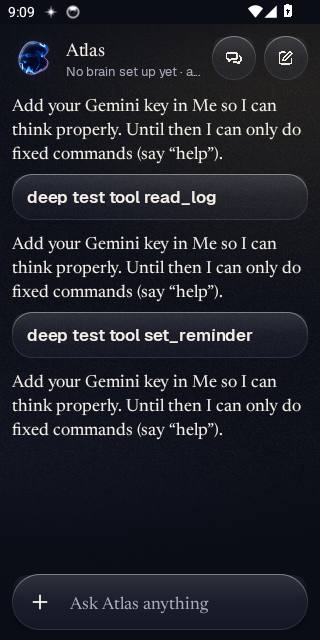 9:09
Atlas
No brain set up yet · a...
Add your Gemini key in Me so I can
think properly. Until then I can only do
fixed commands (say “help”).
deep test tool read_log
Add your Gemini key in Me so I can
think properly. Until then I can only do
fixed commands (say “help”).
deep test tool set_reminder
Add your Gemini key in Me so I can
think properly. Until then I can only do
fixed commands (say “help”).
Ask Atlas anything